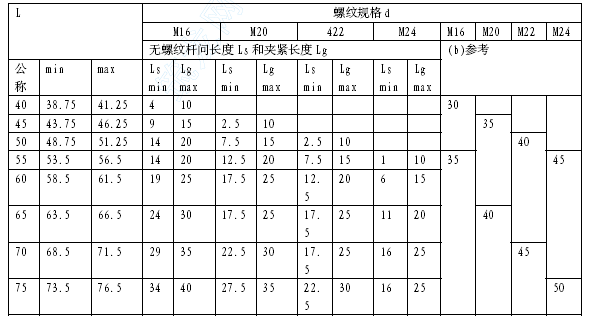 L 螺纹规格 d
M16 M20 422 M24 M16 M20 M22 M24
无螺纹杆问长度 Ls 和夹紧长度 Lg (b)参考
公称 min max Ls min Lg max Ls min Lg max Ls min Lg max Ls min Lg max
40 38.75 41.25 4 10 30
45 43.75 46.25 9 15 2.5 10 35
50 48.75 51.25 14 20 7.5 15 2.5 10 40
55 53.5 56.5 14 20 12.5 20 7.5 15 1 10 35 45
60 58.5 61.5 19 25 17.5 25 12.5 20 6 15
65 63.5 66.5 24 30 17.5 25 17.5 25 11 20 40
70 68.5 71.5 29 35 22.5 30 17.5 25 16 25 45
75 73.5 76.5 34 40 27.5 35 22.5 30 16 25 50